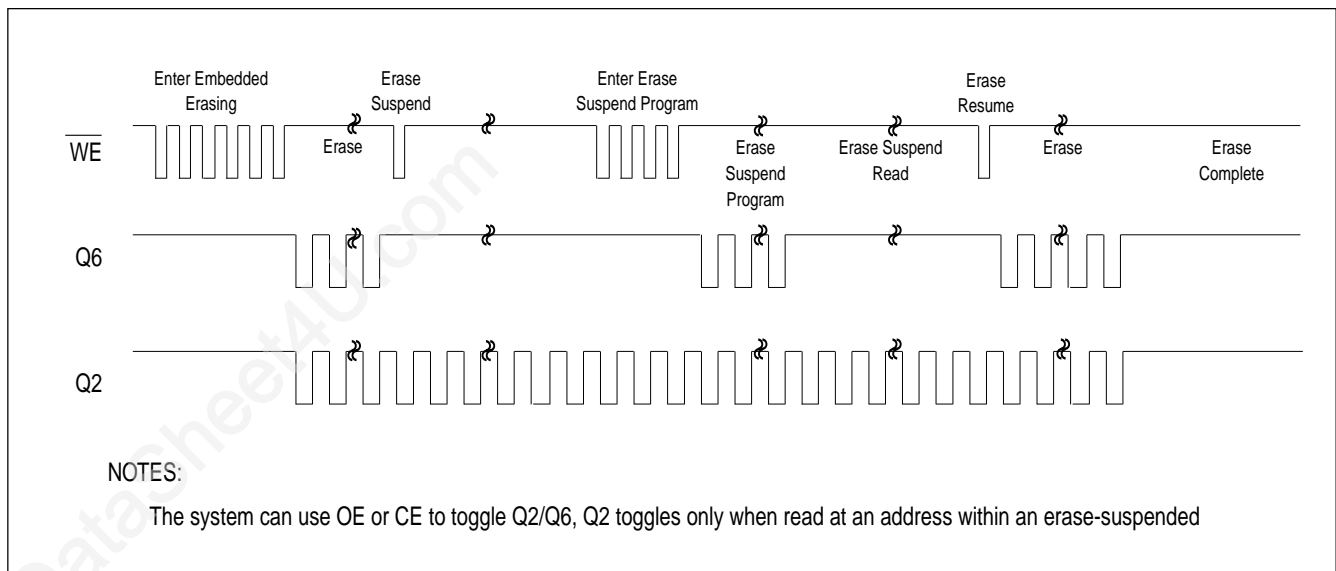 Enter Embedded
Erasing
Erase
Suspend
Enter Erase
Suspend Program
Erase
Resume
WE
Erase
Erase
Suspend
Program
Erase Suspend
Read
Erase
Erase
Complete
Q6
Q2
NOTES:
The system can use OE or CE to toggle Q2/Q6, Q2 toggles only when read at an address within an erase-suspended
DataSheet4U.com